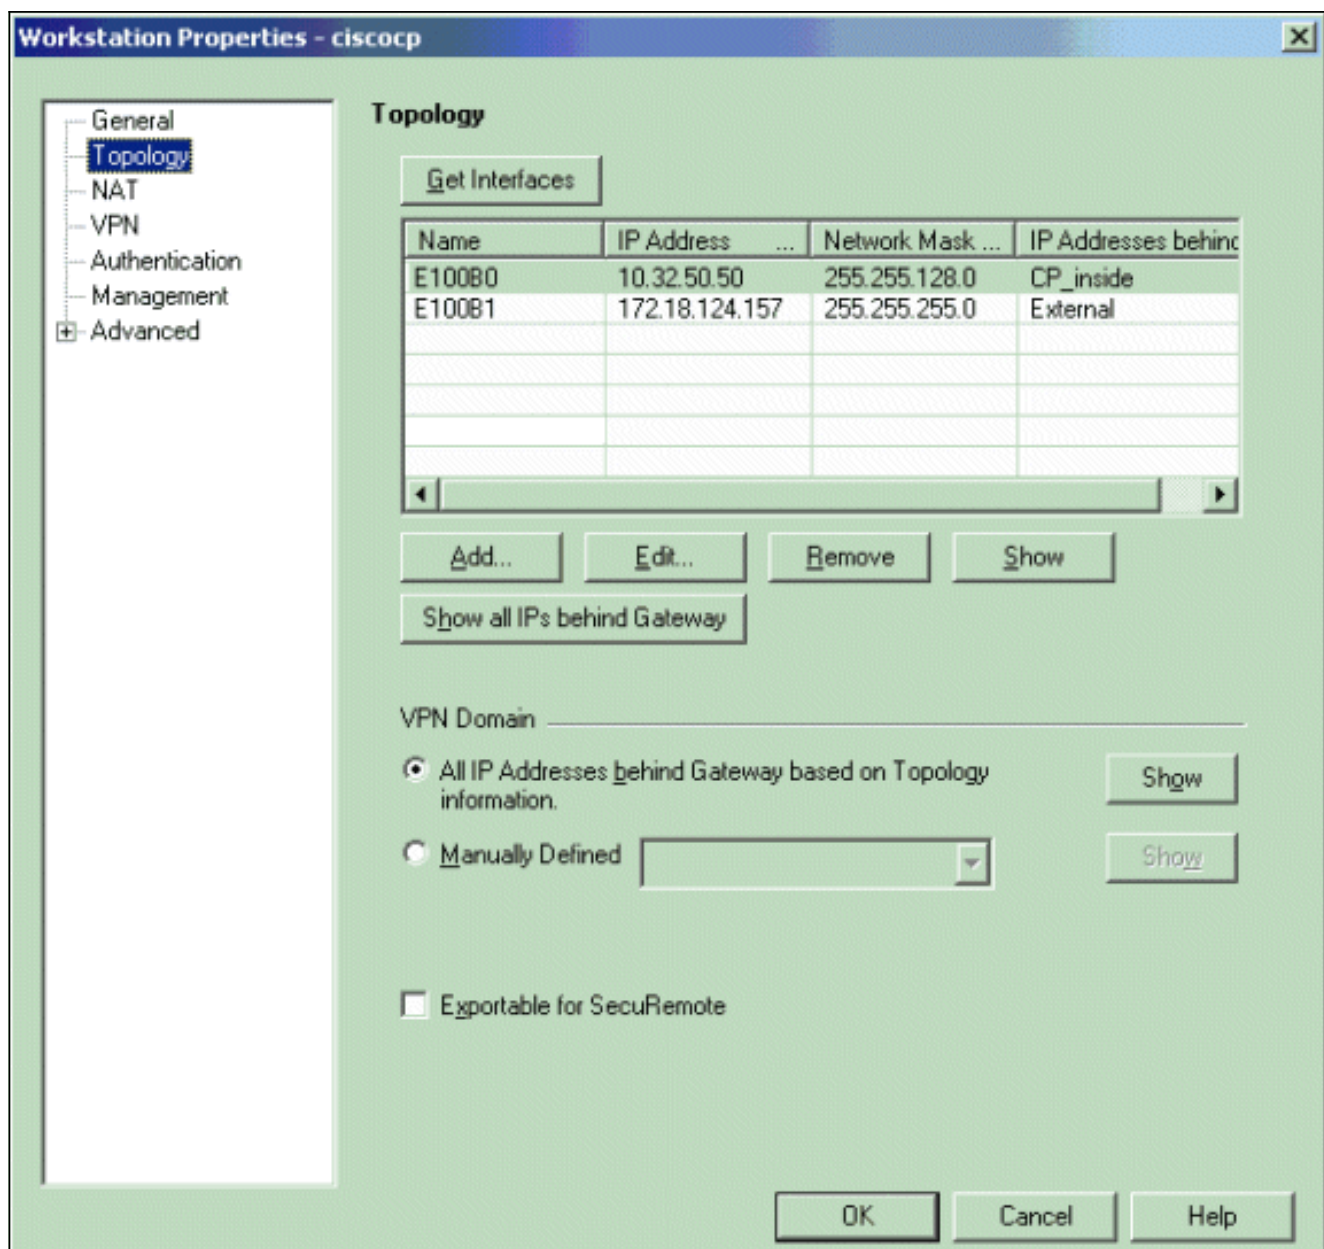 Workstation Properties - ciscocp
General
Topology
NAT
VPN
Authentication
Management
Advanced
Topology
Get Interfaces
Name IP Address ... Network Mask ... IP Addresses behind
E100B0 10.32.50.50 255.255.128.0 CP_inside
E100B1 172.18.124.157 255.255.255.0 External
Add... Edit... Remove Show
Show all IPs behind Gateway
VPN Domain
All IP Addresses behind Gateway based on Topology
information.
Show
Manually Defined
Show
Exportable for SecuRemote
OK Cancel Help